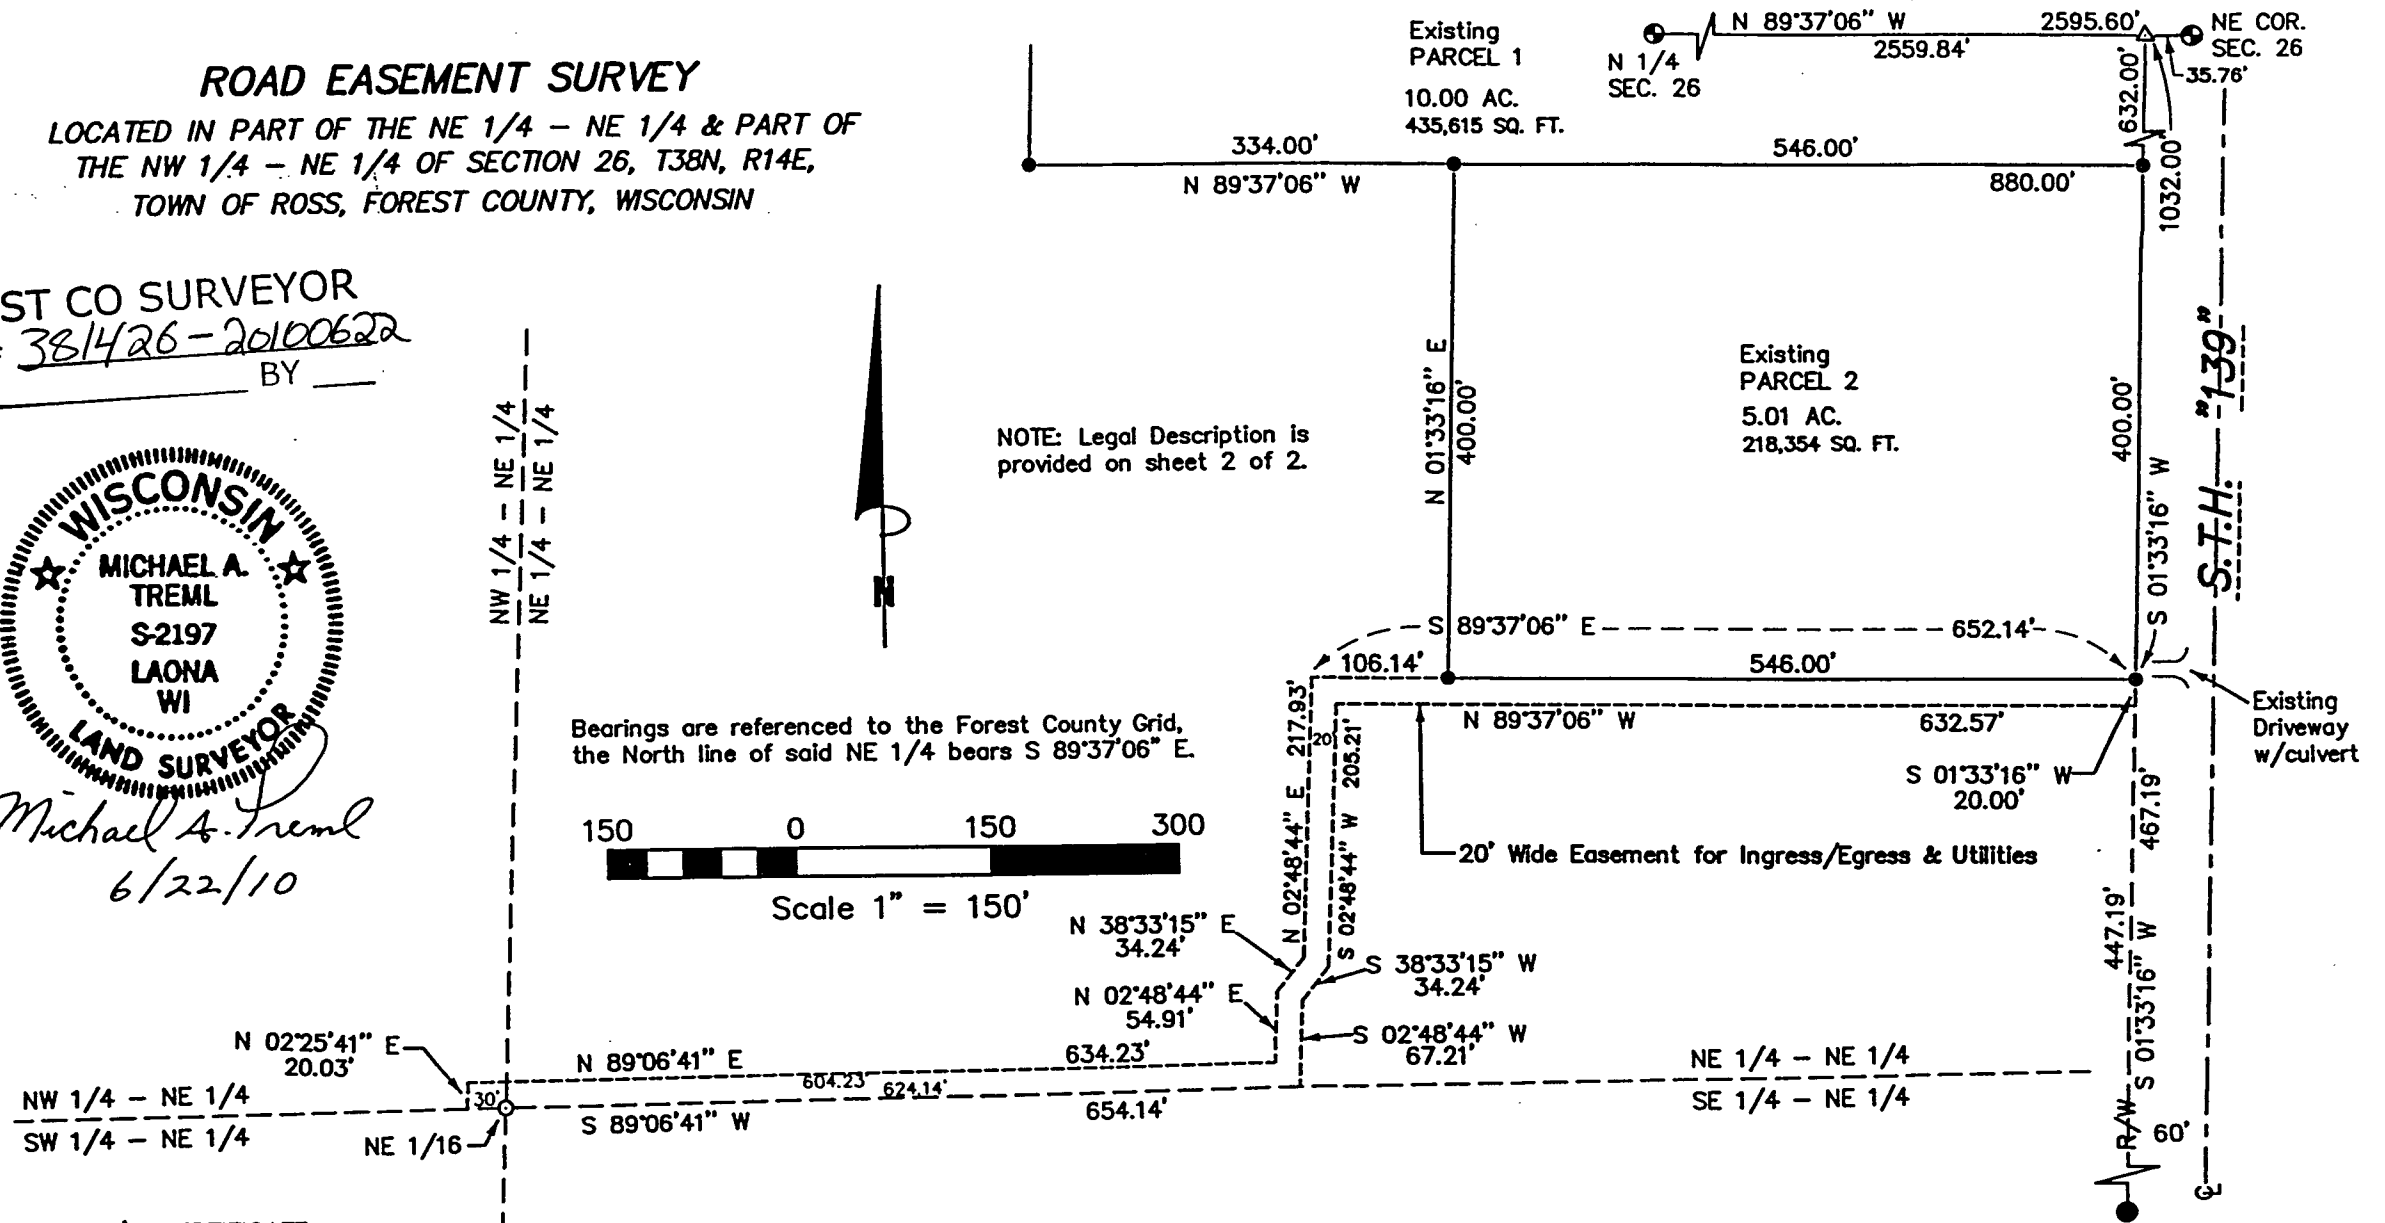 ROAD EASEMENT SURVEY
LOCATED IN PART OF THE NE 1/4 – NE 1/4 & PART OF
THE NW 1/4 – NE 1/4 OF SECTION 26, T38N, R14E,
TOWN OF ROSS, FOREST COUNTY, WISCONSIN
Existing
PARCEL 1
10.00 AC.
435,615 SQ. FT.
N 1/4
SEC. 26
N 89°37'06" W
2595.60'
2559.84'
NE COR.
SEC. 26
35.76'
632.00'
1032.00'
334.00'
546.00'
N 89°37'06" W
880.00'
ST CO SURVEYOR
381426-20100622
BY
WISCONSIN
MICHAEL A.
TREML
S-2197
LAONA
WI
LAND SURVEYOR
Michael A. Treml
6/22/10
NW 1/4 – NE 1/4
NE 1/4 – NE 1/4
N
NOTE: Legal Description is
provided on sheet 2 of 2.
N 01°33'16" E
400.00'
Existing
PARCEL 2
5.01 AC.
218,354 SQ. FT.
400.00'
S 01°33'16" W
S.T.H. "139"
S 89°37'06" E
652.14'
106.14'
546.00'
N 89°37'06" W
632.57'
Existing
Driveway
w/culvert
S 01°33'16" W
20.00'
Bearings are referenced to the Forest County Grid,
the North line of said NE 1/4 bears S 89°37'06" E.
150 0 150 300
Scale 1" = 150'
N 02°48'44" E 217.93'
20'
S 02°48'44" W 205.21'
20' Wide Easement for Ingress/Egress & Utilities
467.19'
447.19'
S 01°33'16" W
R/W
60'
N 38°33'15" E
34.24'
S 38°33'15" W
34.24'
N 02°48'44" E
54.91'
S 02°48'44" W
67.21'
N 02°25'41" E
20.03'
N 89°06'41" E
634.23'
604.23'
624.14'
30'
S 89°06'41" W
654.14'
NW 1/4 – NE 1/4
SW 1/4 – NE 1/4
NE 1/16
NE 1/4 – NE 1/4
SE 1/4 – NE 1/4